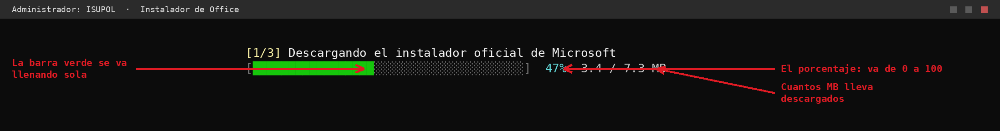 Administrador: ISUPOL · Instalador de Office
[1/3] Descargando el instalador oficial de Microsoft
La barra verde se va
llenando sola
[ ] 47% 3.4 / 7.3 MB
El porcentaje: va de 0 a 100
Cuantos MB lleva
descargados